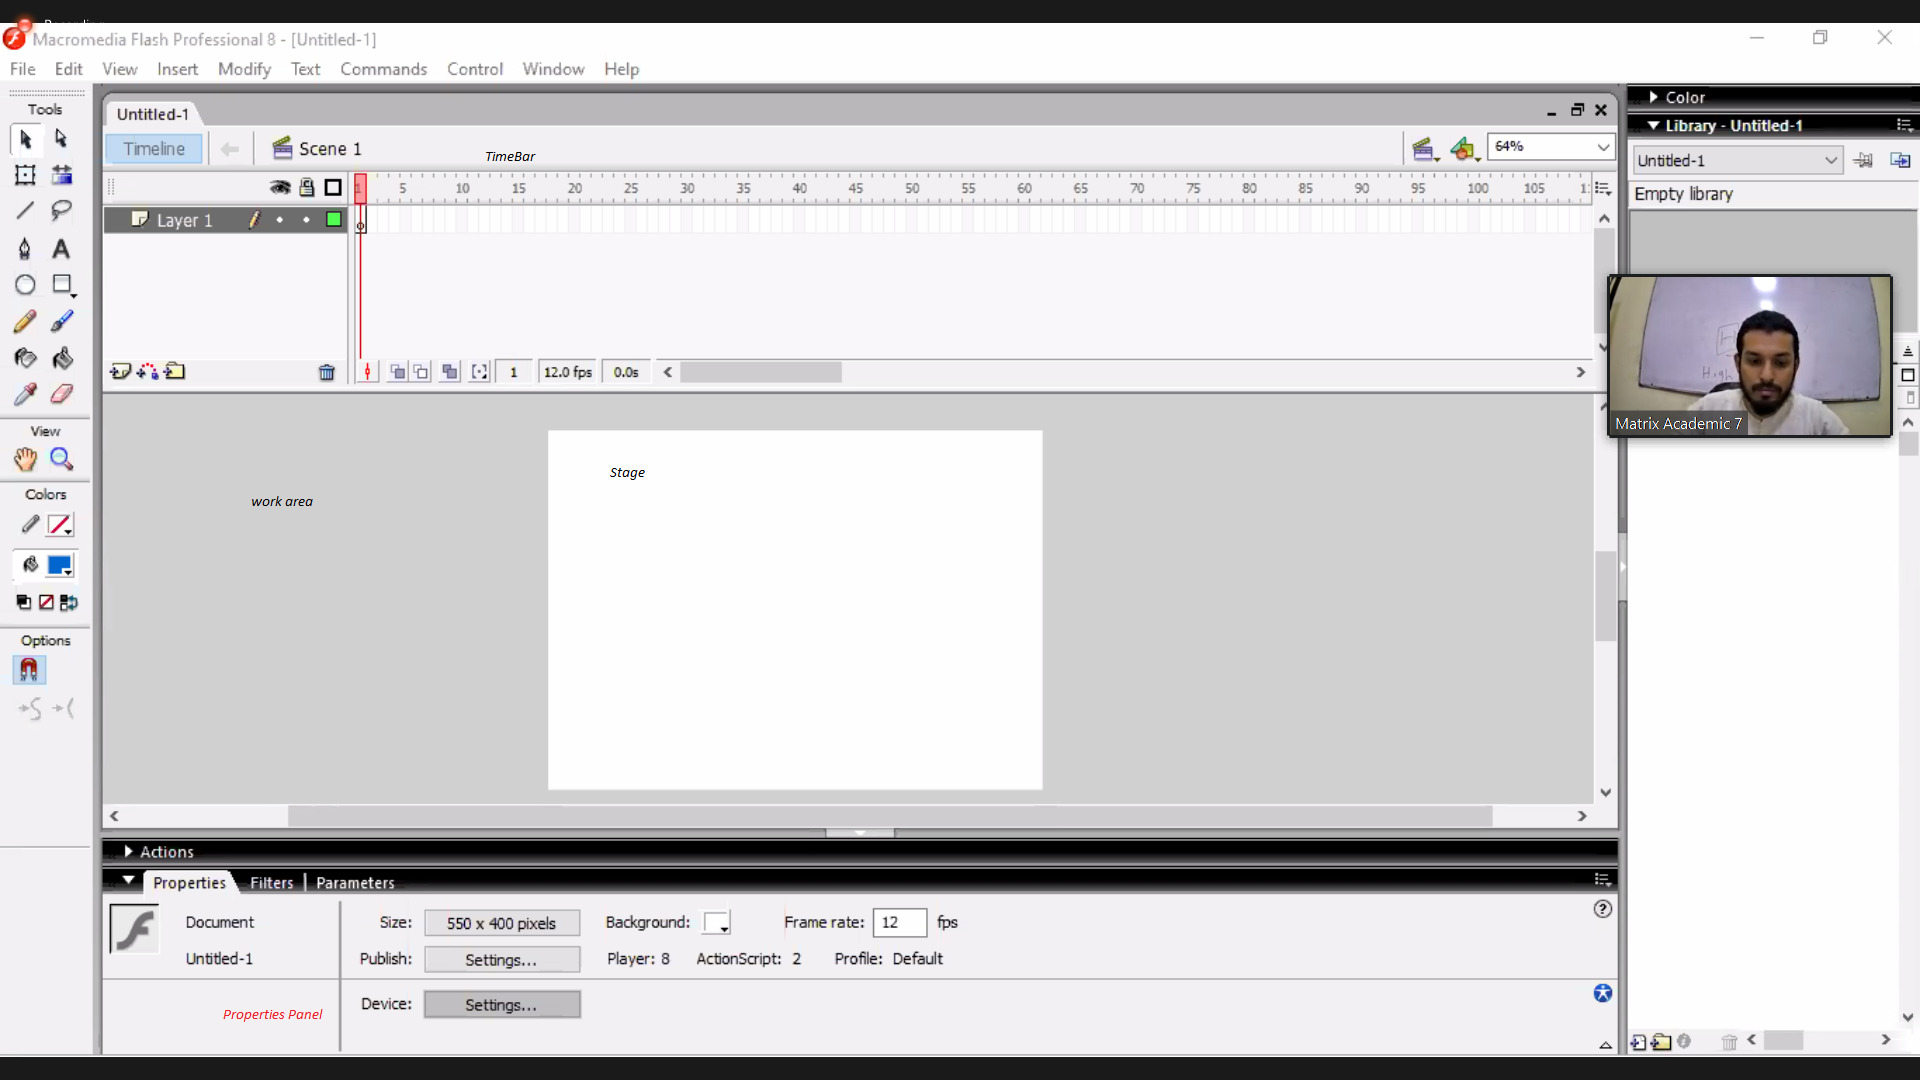 Recording
Macromedia Flash Professional 8 - [Untitled-1]
File Edit View Insert Modify Text Commands Control Window Help
Tools
Untitled-1
Timeline
Scene 1
TimeBar
64%
1 5 10 15 20 25 30 35 40 45 50 55 60 65 70 75 80 85 90 95 100 105
Layer 1
1 12.0 fps 0.0s
View
Colors
Options
work area
Stage
Color
Library - Untitled-1
Untitled-1
Empty library
Matrix Academic 7
Actions
Properties Filters Parameters
Document
Untitled-1
Size: 550 x 400 pixels Background: Frame rate: 12 fps
Publish: Settings... Player: 8 ActionScript: 2 Profile: Default
Device: Settings...
Properties Panel